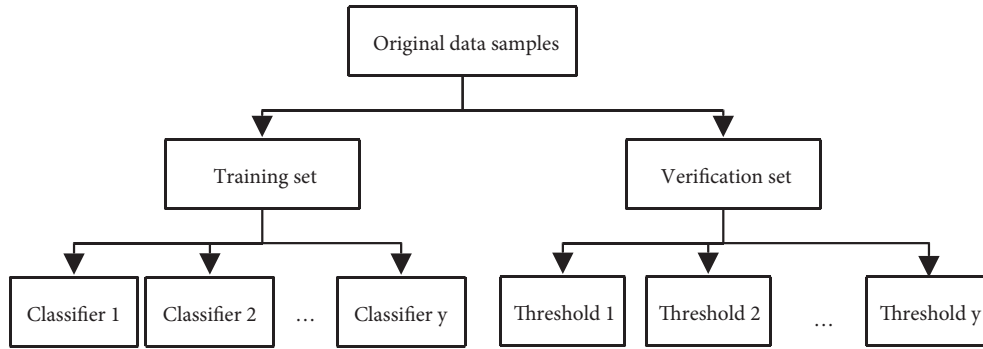 Original data samples
Training set
Verification set
Classifier 1
Classifier 2
...
Classifier y
Threshold 1
Threshold 2
...
Threshold y